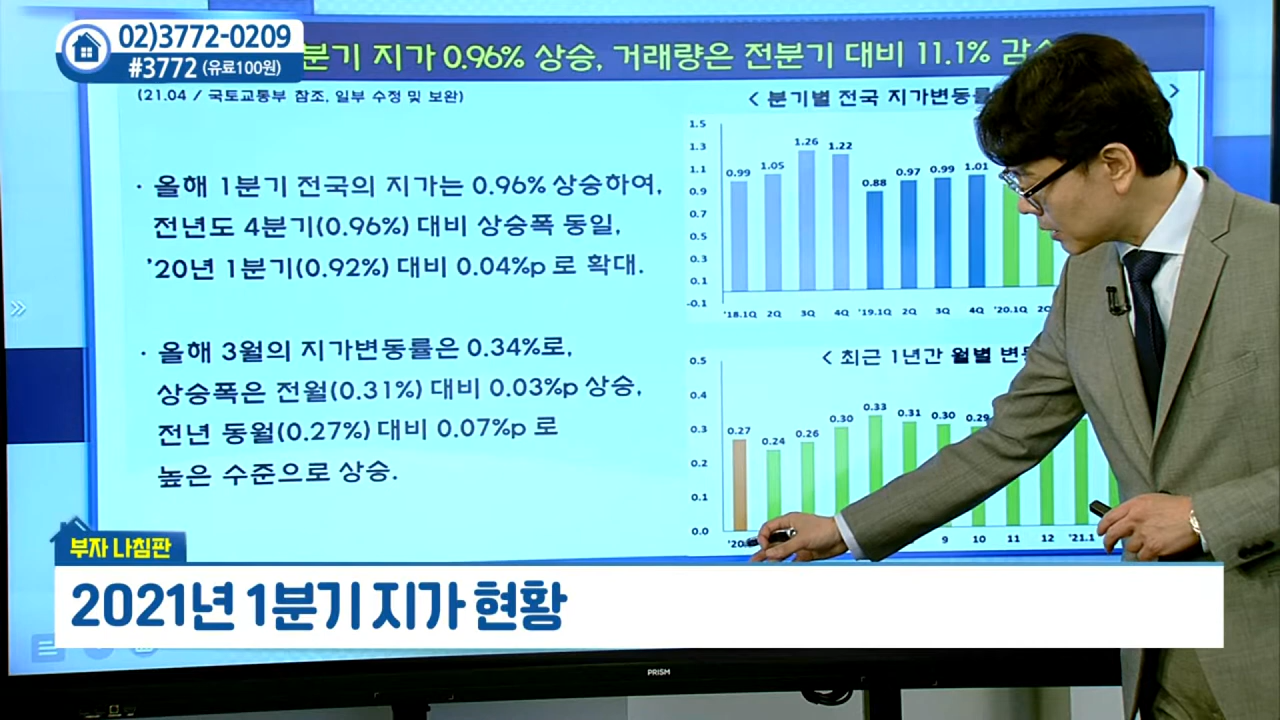 02)3772-0209
#3772 (유료100원)
분기 지가 0.96% 상승, 거래량은 전분기 대비 11.1%
(21.04 / 국토교통부 참조, 일부 수정 및 보완)
· 올해 1분기 전국의 지가는 0.96% 상승하여,
전년도 4분기(0.96%) 대비 상승폭 동일,
'20년 1분기(0.92%) 대비 0.04%p 로 확대.
· 올해 3월의 지가변동률은 0.34%로,
상승폭은 전월(0.31%) 대비 0.03%p 상승,
전년 동월(0.27%) 대비 0.07%p 로
높은 수준으로 상승.
< 분기별 전국 지가변동률 >
1.5
1.3
1.1
0.9
0.7
0.5
0.3
0.1
-0.1
0.99 1.05 1.26 1.22 0.88 0.97 0.99 1.01
'18.1Q 2Q 3Q 4Q '19.1Q 2Q 3Q 4Q '20.1Q
< 최근 1년간 월별
0.5
0.4
0.3
0.2
0.1
0.0
0.27 0.24 0.26 0.30 0.33 0.31 0.30 0.29
'20 9 10 11 12 '21.1
부자 나침판
2021년 1분기 지가 현황
PRISM